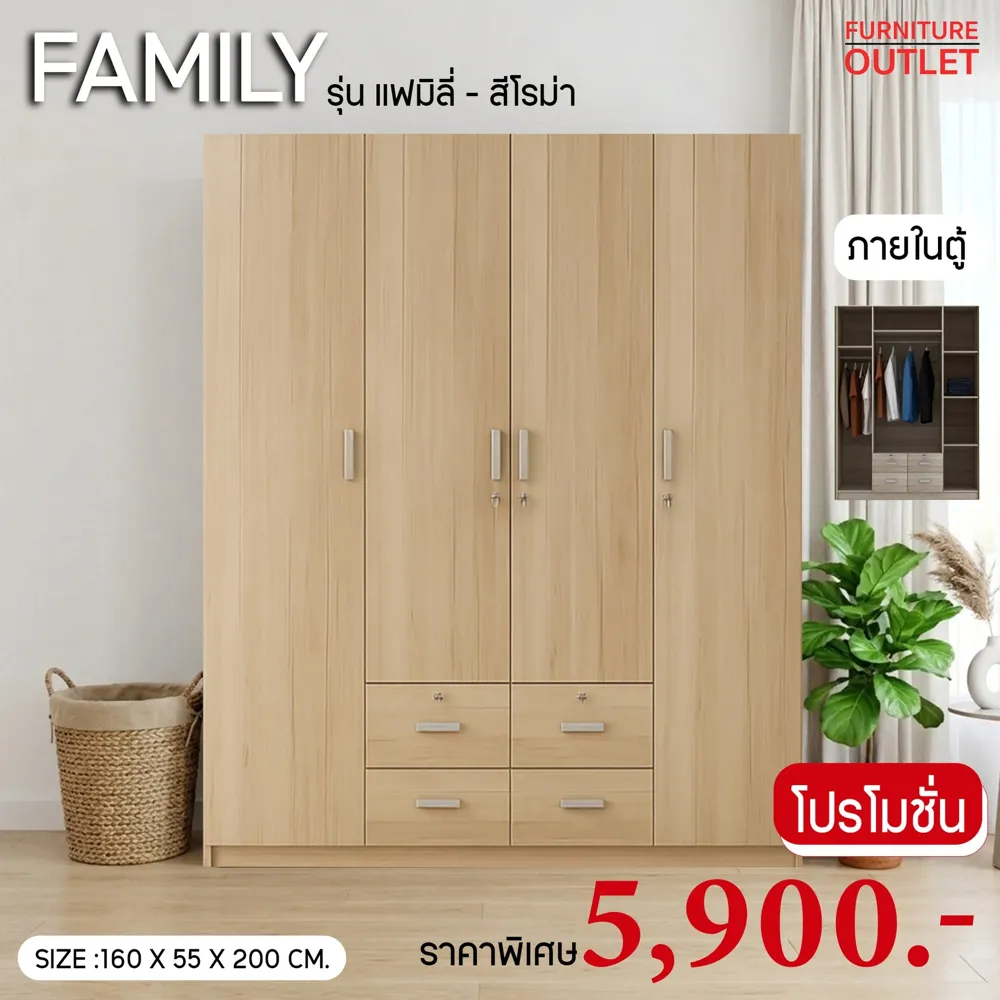 FAMILY
รุ่น แฟมิลี่ - สีโรม่า
FURNITURE
OUTLET
ภายในตู้
โปรโมชั่น
ราคาพิเศษ 5,900.-
SIZE :160 X 55 X 200 CM.